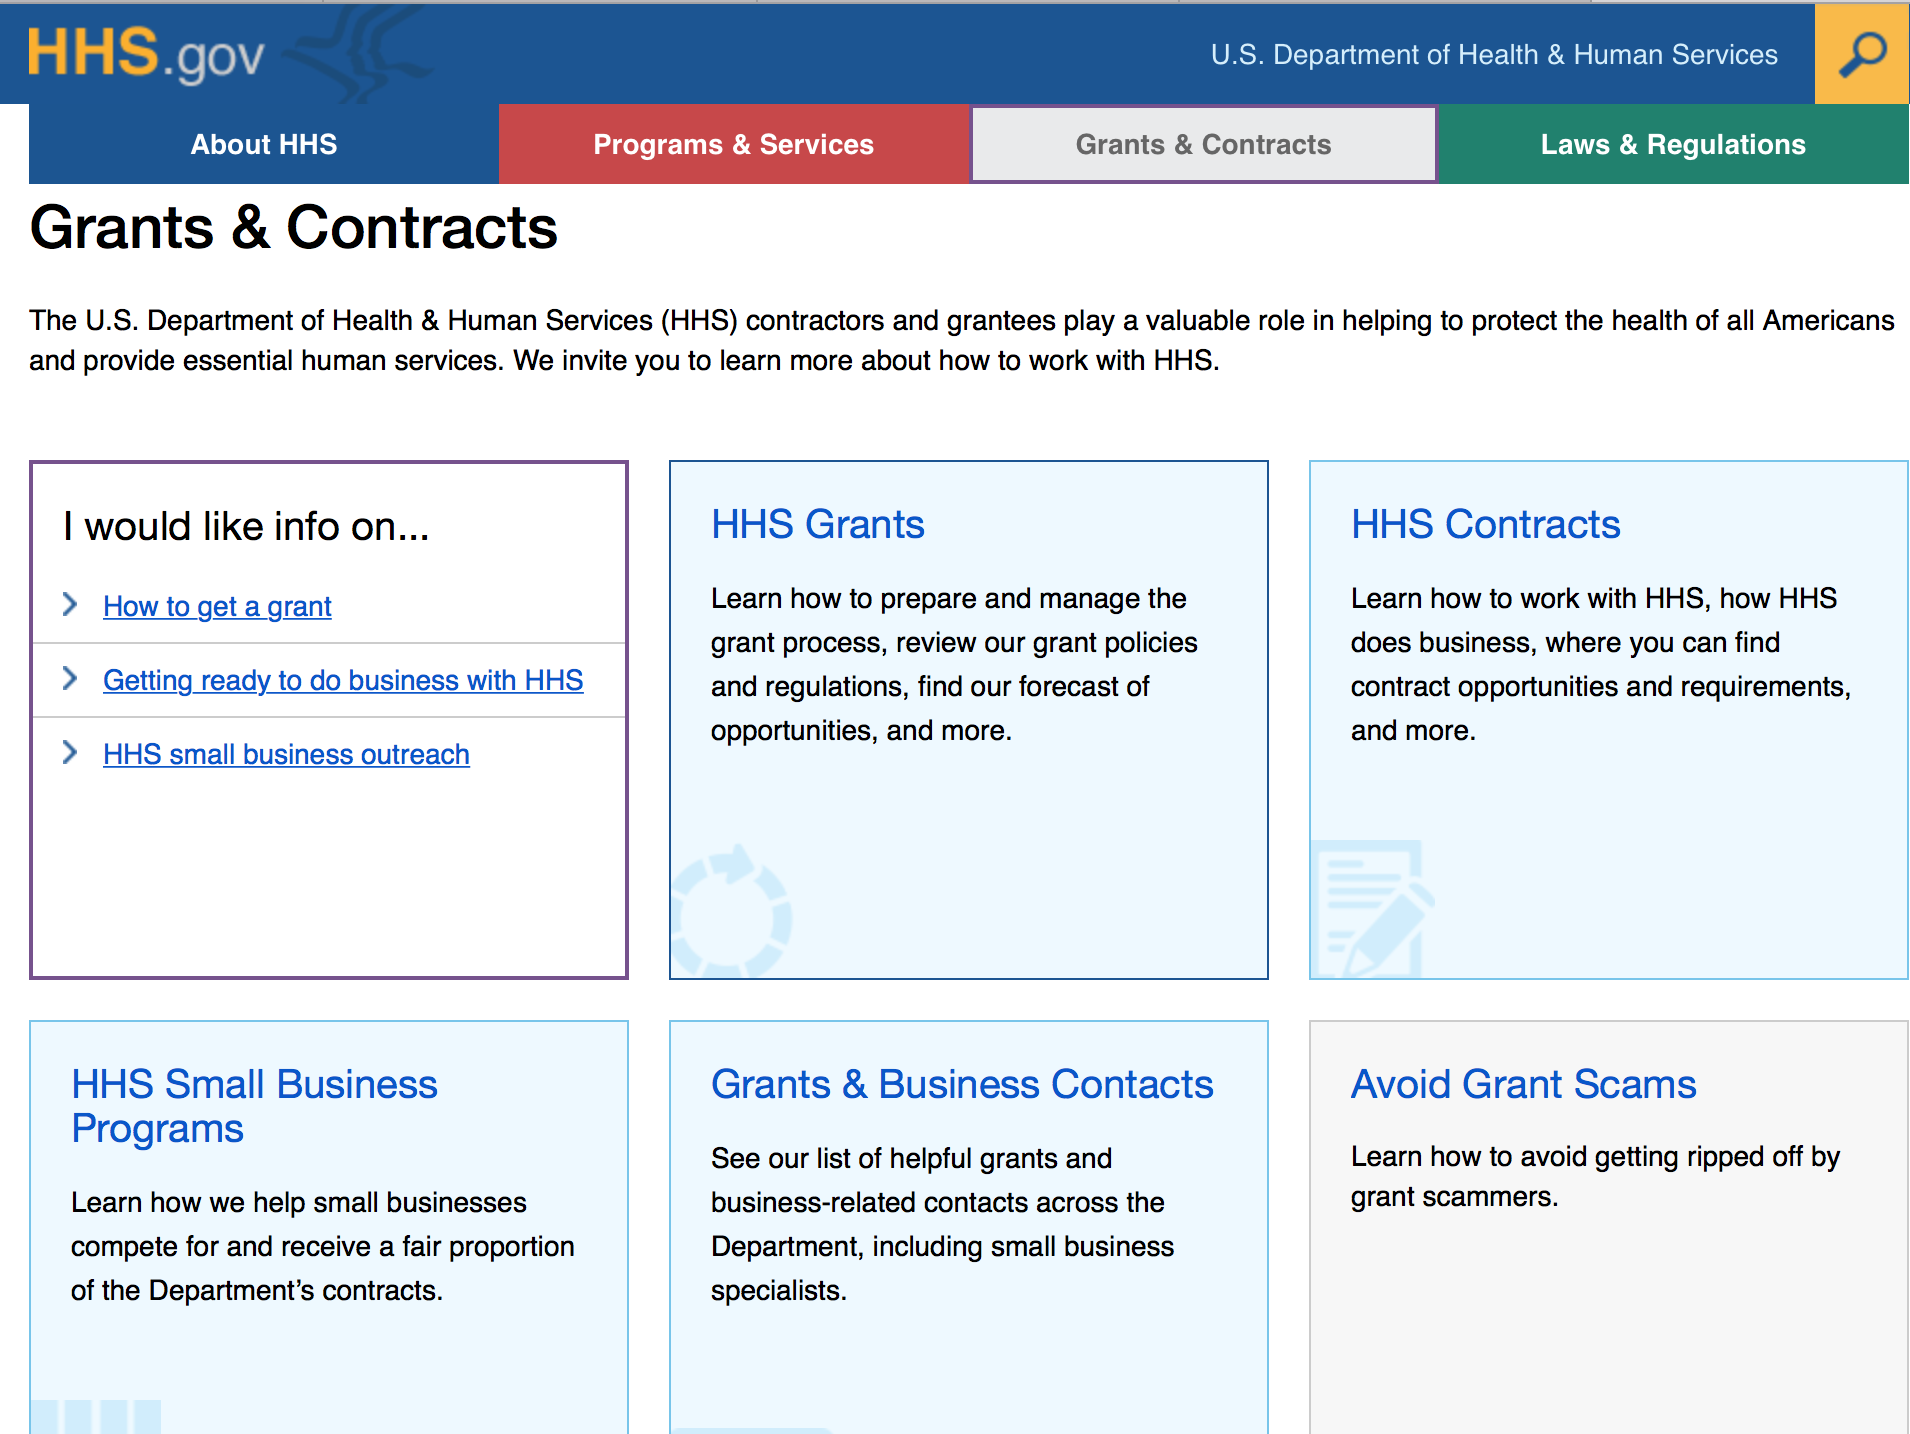 HHS.gov
U.S. Department of Health & Human Services
About HHS
Programs & Services
Grants & Contracts
Laws & Regulations
Grants & Contracts
The U.S. Department of Health & Human Services (HHS) contractors and grantees play a valuable role in helping to protect the health of all Americans
and provide essential human services. We invite you to learn more about how to work with HHS.
I would like info on...
How to get a grant
Getting ready to do business with HHS
HHS small business outreach
HHS Grants
Learn how to prepare and manage the
grant process, review our grant policies
and regulations, find our forecast of
opportunities, and more.
HHS Contracts
Learn how to work with HHS, how HHS
does business, where you can find
contract opportunities and requirements,
and more.
HHS Small Business
Programs
Learn how we help small businesses
compete for and receive a fair proportion
of the Department’s contracts.
Grants & Business Contacts
See our list of helpful grants and
business-related contacts across the
Department, including small business
specialists.
Avoid Grant Scams
Learn how to avoid getting ripped off by
grant scammers.